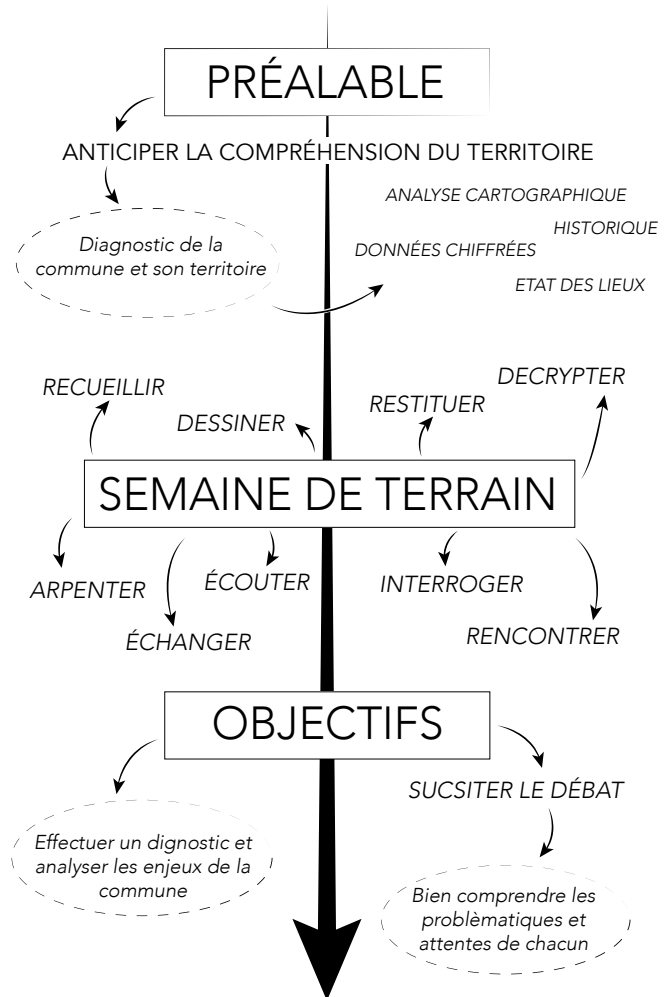 PRÉALABLE
ANTICIPER LA COMPRÉHENSION DU TERRITOIRE
ANALYSE CARTOGRAPHIQUE
HISTORIQUE
Diagnostic de la
commune et son territoire
DONNÉES CHIFFRÉES
ETAT DES LIEUX
RECUEILLIR
DESSINER
RESTITUER
DECRYPTER
SEMAINE DE TERRAIN
ARPENTER
ÉCHANGER
ÉCOUTER
INTERROGER
RENCONTRER
OBJECTIFS
SUCSITER LE DÉBAT
Effectuer un dignostic et
analyser les enjeux de la
commune
Bien comprendre les
problèmatiques et
attentes de chacun